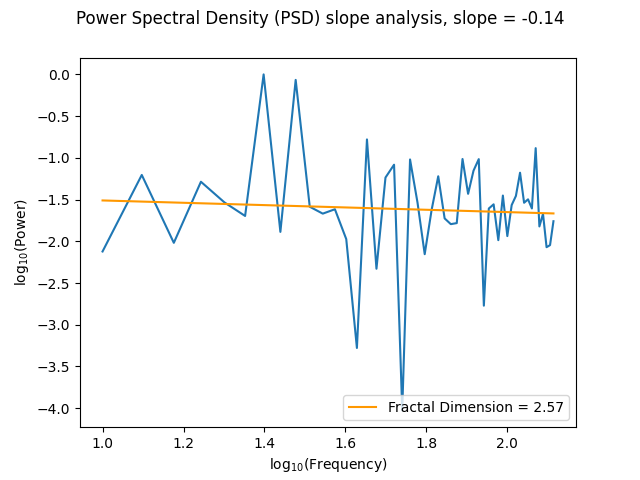 Power Spectral Density (PSD) slope analysis, slope = -0.14
0.0
−0.5
−1.0
−1.5
−2.0
−2.5
−3.0
−3.5
−4.0
log₁₀(Power)
Fractal Dimension = 2.57
1.0 1.2 1.4 1.6 1.8 2.0
log₁₀(Frequency)